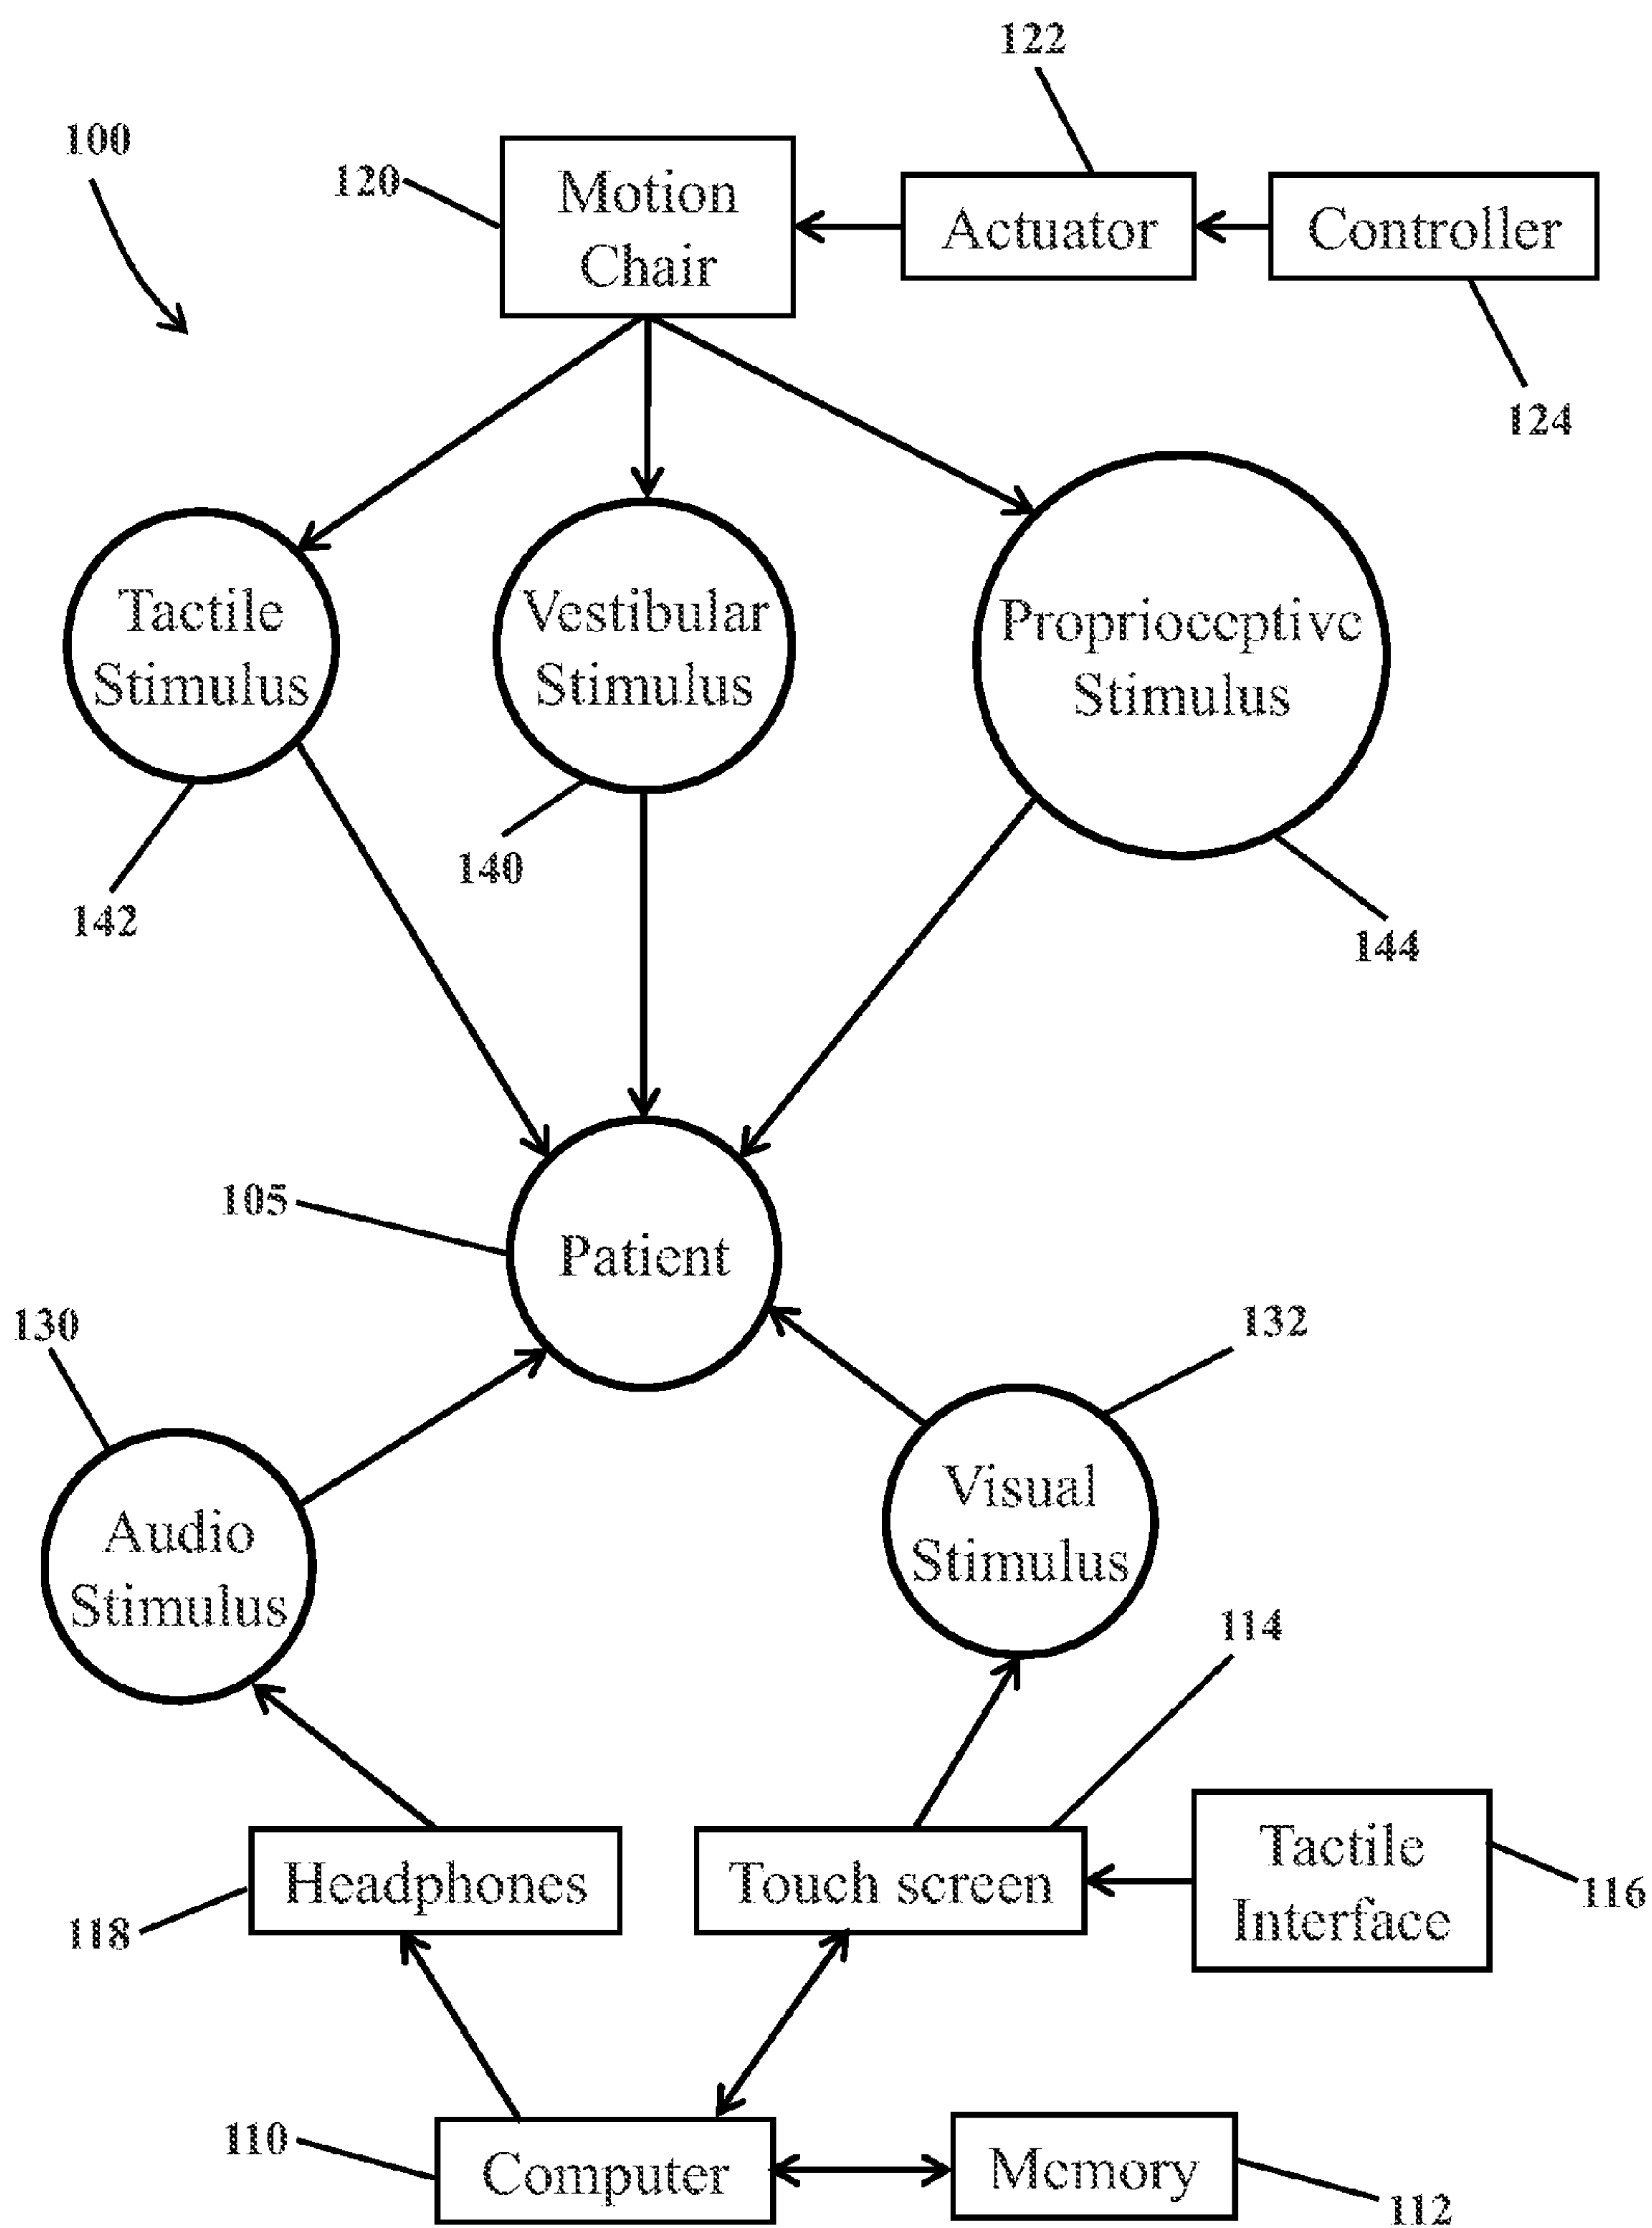 122
100
120
Motion
Chair
Actuator
Controller
124
Tactile
Stimulus
Vestibular
Stimulus
Proprioceptive
Stimulus
140
142
144
105
Patient
130
132
Audio
Stimulus
Visual
Stimulus
114
Headphones
Touch screen
Tactile
Interface
118
116
110
Computer
Memory
112